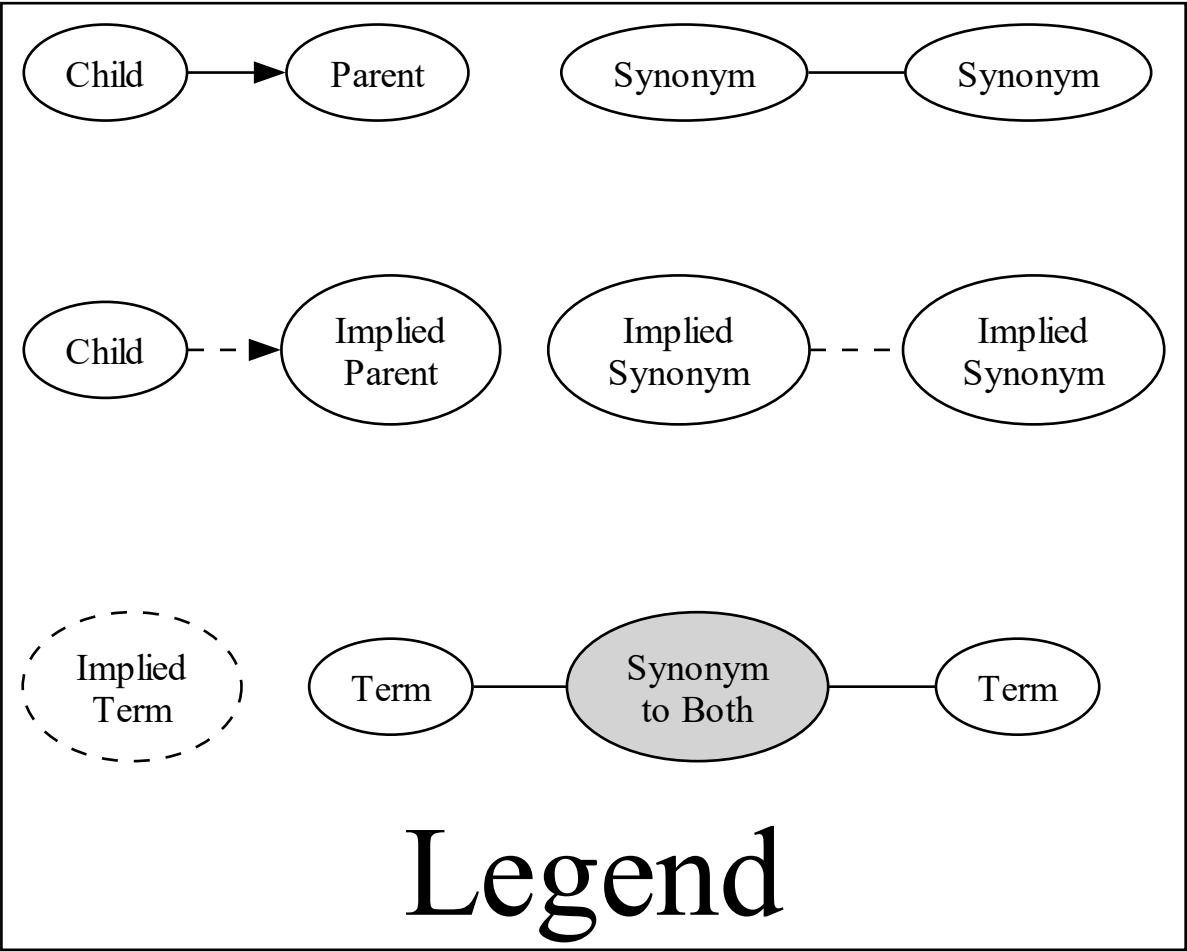 Child
Parent
Synonym
Synonym
Child
Implied
Parent
Implied
Synonym
Implied
Synonym
Implied
Term
Term
Synonym
to Both
Term
Legend